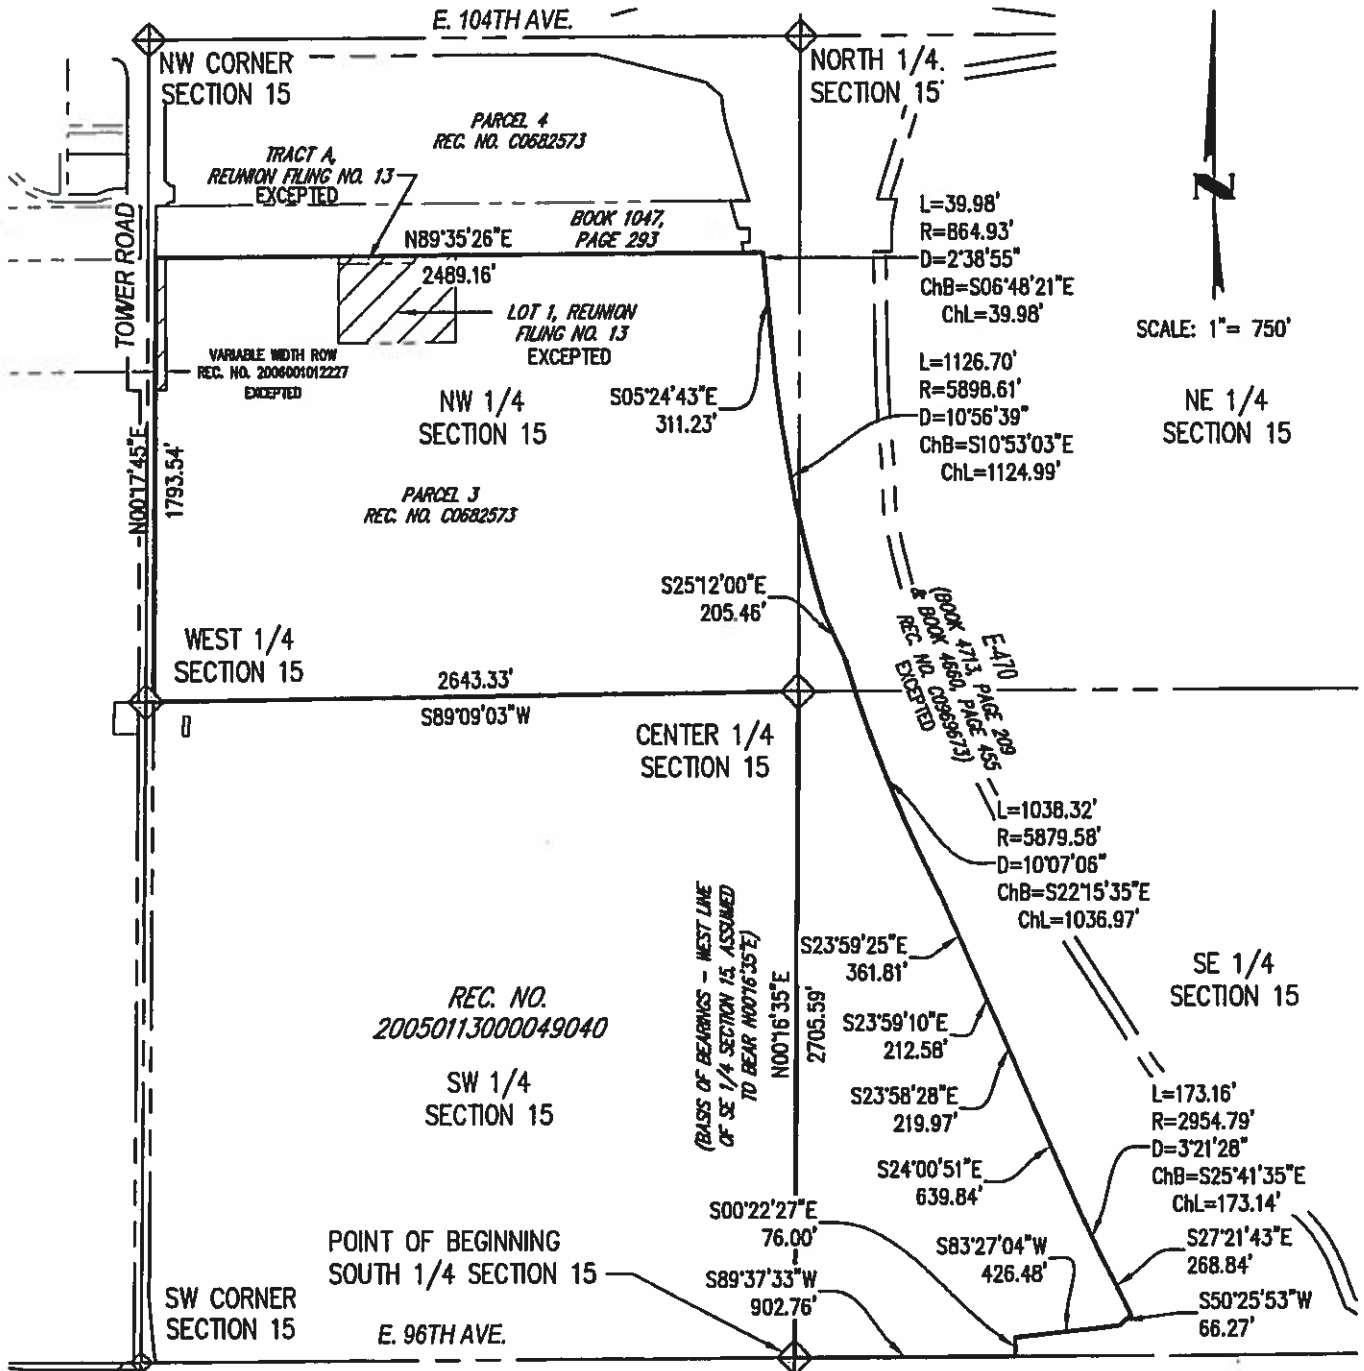 E. 104TH AVE.
NW CORNER
SECTION 15
NORTH 1/4.
SECTION 15
PARCEL 4
REC. NO. C0682573
TRACT A,
REUNION FILING NO. 13
EXCEPTED
BOOK 1047,
PAGE 293
N89°35'26"E
2489.16'
TOWER ROAD
LOT 1, REUNION
FILING NO. 13
EXCEPTED
VARIABLE WIDTH ROW
REC. NO. 2006001012227
EXCEPTED
L=39.98'
R=864.93'
D=2°38'55"
ChB=S06°48'21"E
ChL=39.98'
N
SCALE: 1"= 750'
L=1126.70'
R=5898.61'
D=10°56'39"
ChB=S10°53'03"E
ChL=1124.99'
NW 1/4
SECTION 15
S05°24'43"E
311.23'
NE 1/4
SECTION 15
N00°17'45"E
1793.54'
PARCEL 3
REC. NO. C0682573
S25°12'00"E
205.46'
E-470
(BOOK 4713, PAGE 209
& BOOK 4660, PAGE 455
REC. NO. C0969673)
EXCEPTED
WEST 1/4
SECTION 15
2643.33'
S89°09'03"W
CENTER 1/4
SECTION 15
L=1038.32'
R=5879.58'
D=10°07'06"
ChB=S22°15'35"E
ChL=1036.97'
(BASIS OF BEARINGS - WEST LINE
OF SE 1/4 SECTION 15, ASSUMED
TO BEAR N00°16'35"E)
N00°16'35"E
2705.59'
S23°59'25"E
361.81'
SE 1/4
SECTION 15
REC. NO.
20050113000049040
S23°59'10"E
212.58'
SW 1/4
SECTION 15
S23°58'28"E
219.97'
L=173.16'
R=2954.79'
D=3°21'28"
ChB=S25°41'35"E
ChL=173.14'
S24°00'51"E
639.84'
S00°22'27"E
76.00'
POINT OF BEGINNING
SOUTH 1/4 SECTION 15
S83°27'04"W
426.48'
S27°21'43"E
268.84'
S89°37'33"W
902.76'
S50°25'53"W
66.27'
SW CORNER
SECTION 15
E. 96TH AVE.